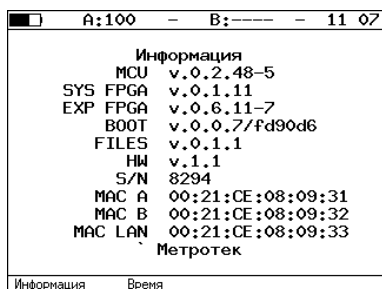 A:100 – B:---- – 11 07
Информация
MCU v.0.2.48-5
SYS FPGA v.0.1.11
EXP FPGA v.0.6.11-7
BOOT v.0.0.7/fd90d6
FILES v.0.1.1
HW v.1.1
S/N 8294
MAC A 00:21:CE:08:09:31
MAC B 00:21:CE:08:09:32
MAC LAN 00:21:CE:08:09:33
` Метротек
Информация Время